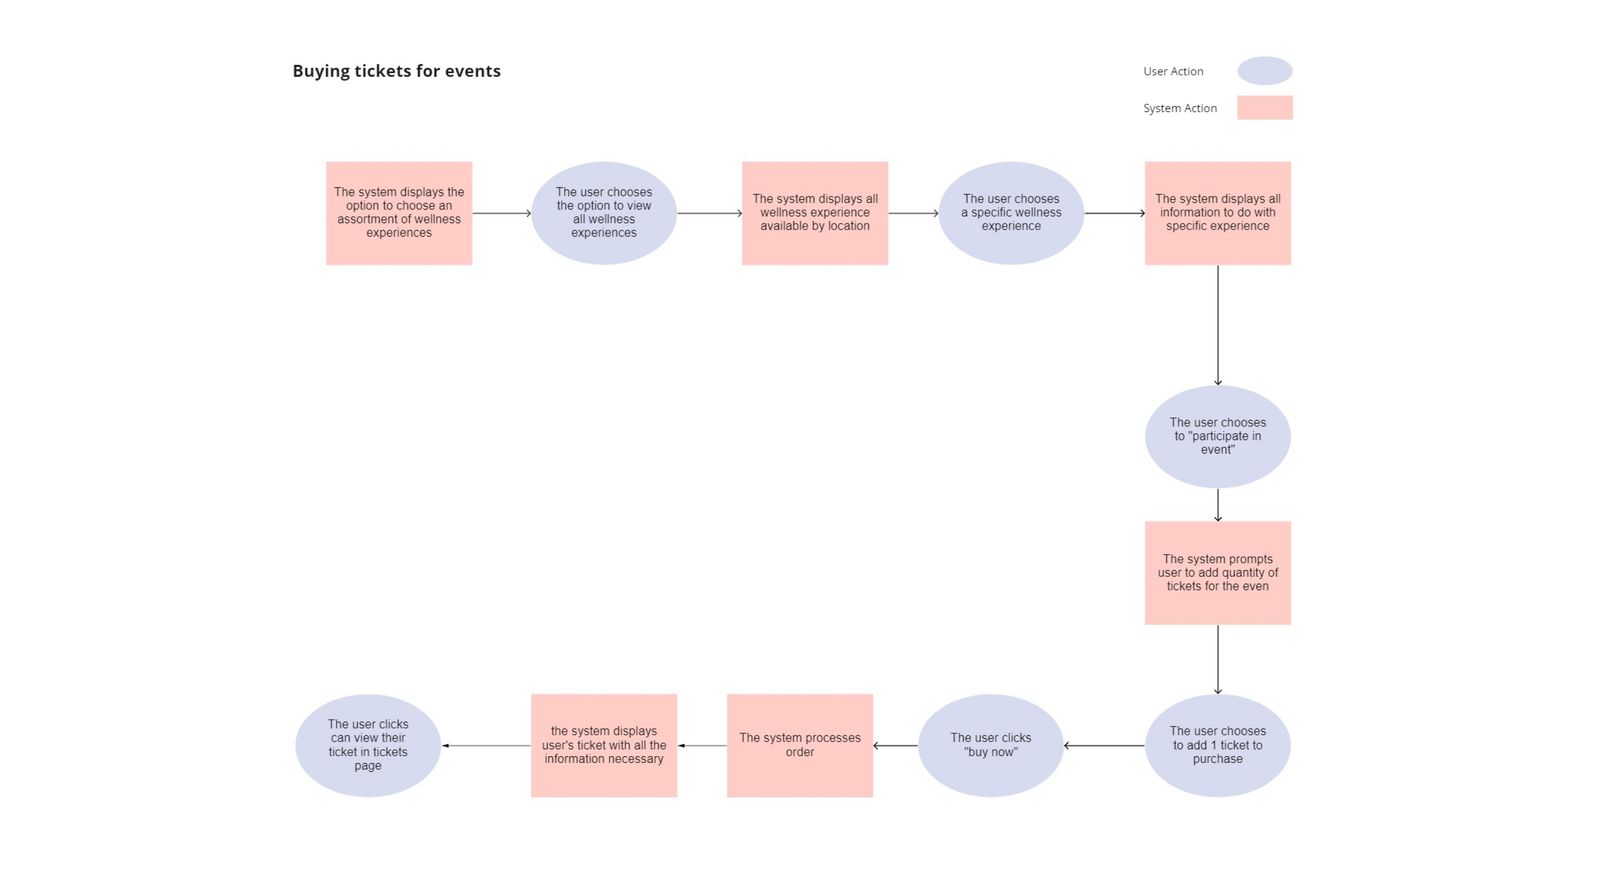 Buying tickets for events
User Action
System Action
The system displays the
option to choose an
assortment of wellness
experiences
The user chooses
the option to view
all wellness
experiences
The system displays all
wellness experience
available by location
The user chooses
a specific wellness
experience
The system displays all
information to do with
specific experience
The user chooses
to "participate in
event"
The system prompts
user to add quantity of
tickets for the even
The user chooses
to add 1 ticket to
purchase
The user clicks
"buy now"
The system processes
order
the system displays
user's ticket with all the
information necessary
The user clicks
can view their
ticket in tickets
page